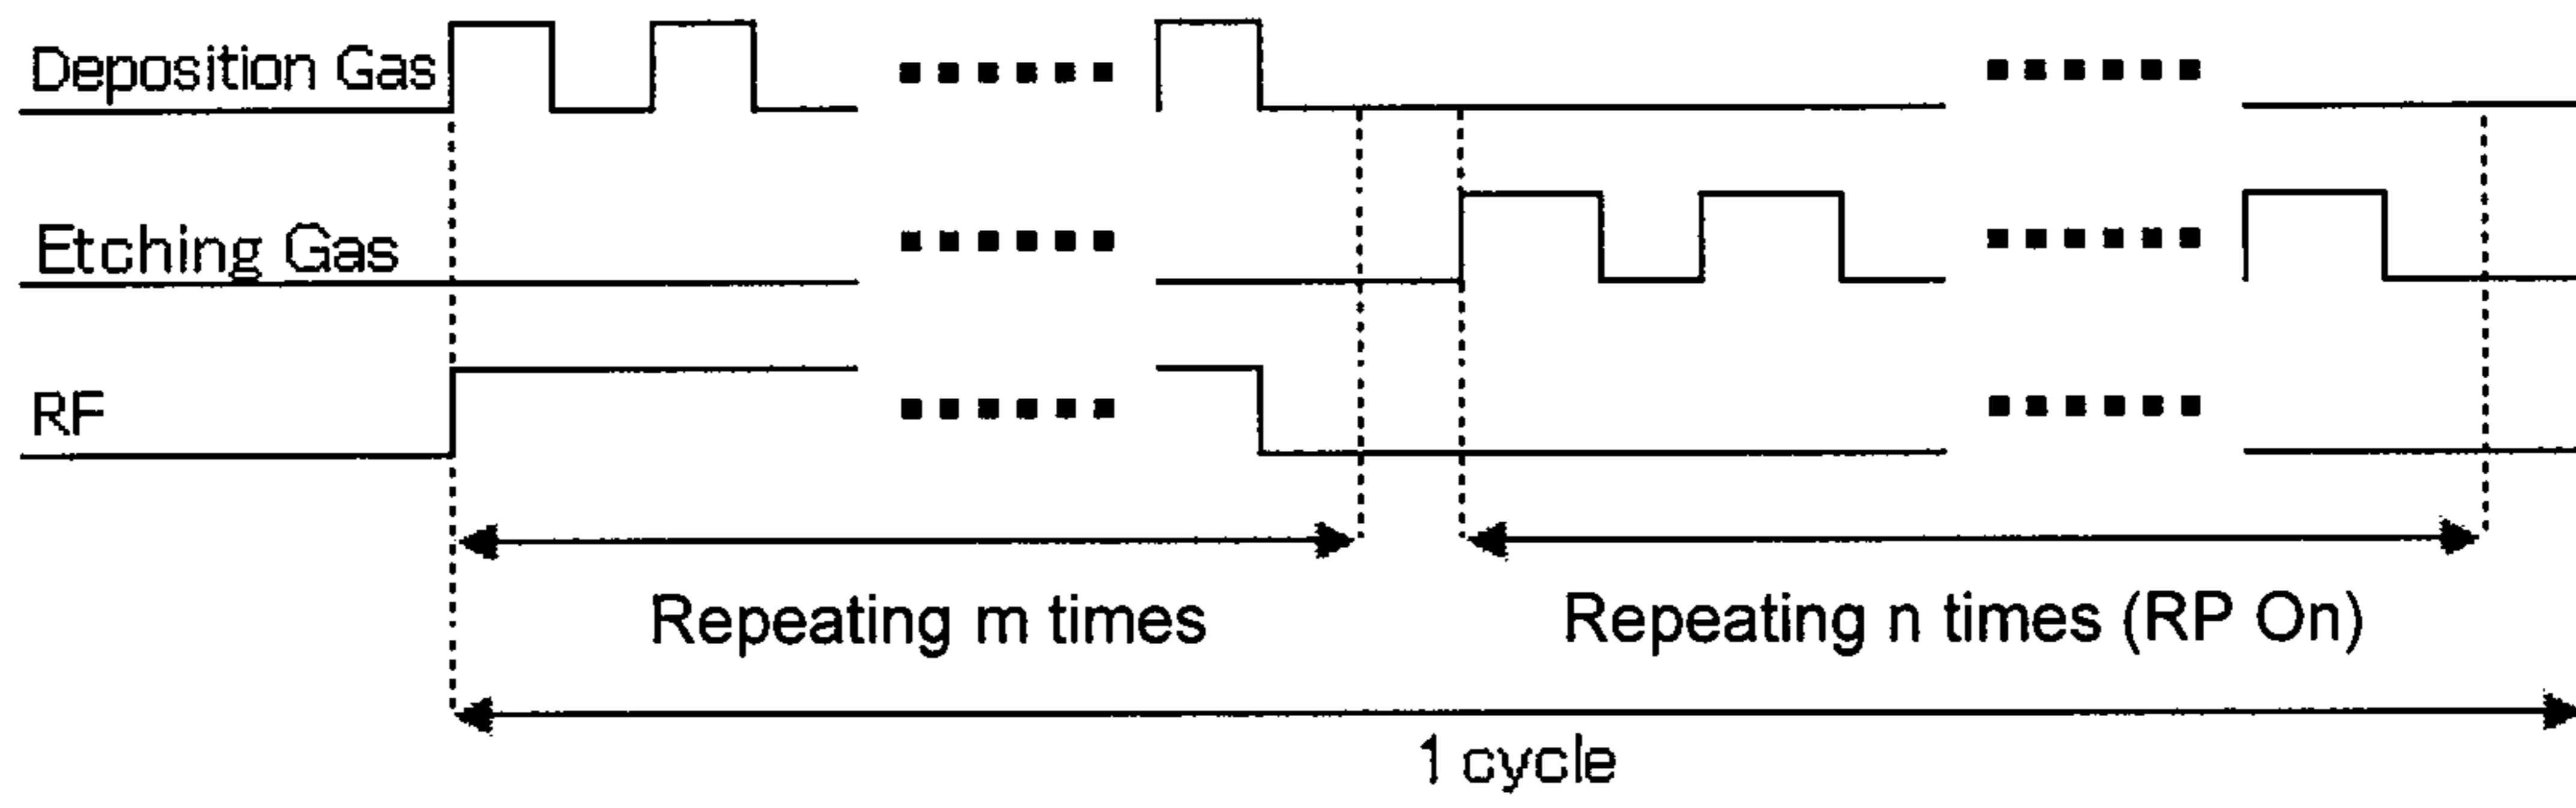 Deposition Gas
Etching Gas
RF
Repeating m times
Repeating n times (RP On)
1 cycle